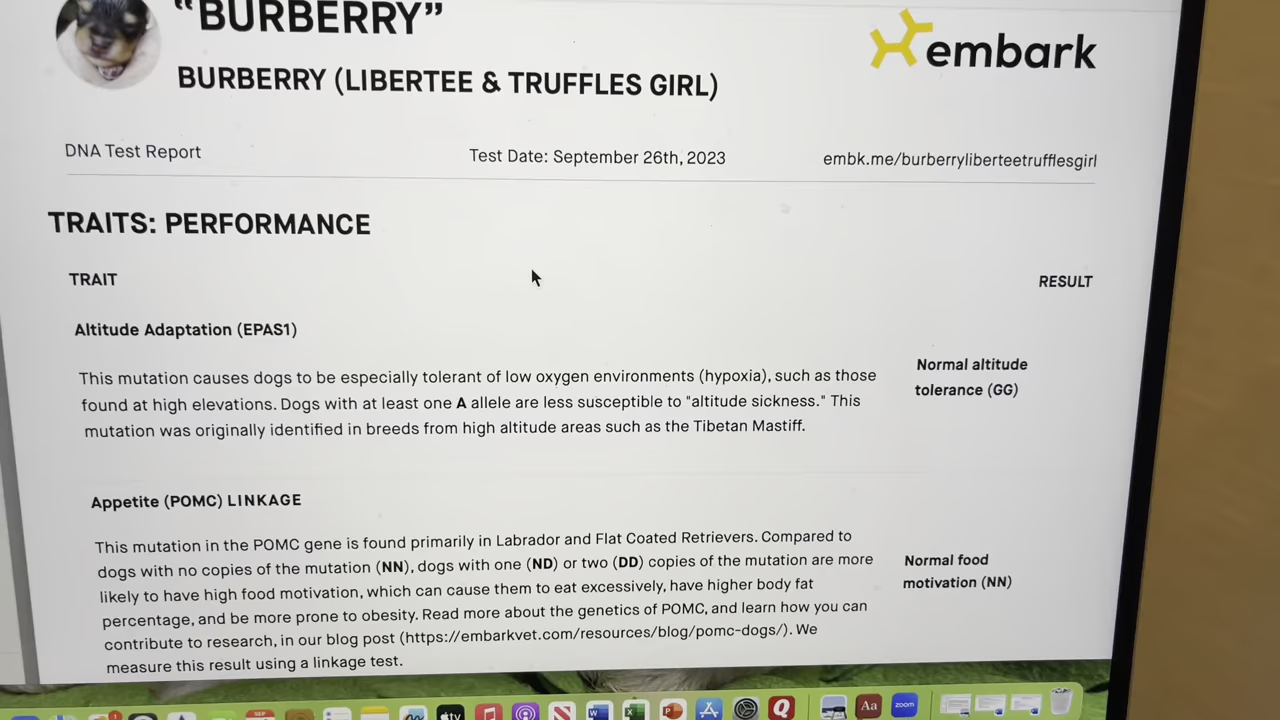 “BURBERRY”
embark
BURBERRY (LIBERTEE & TRUFFLES GIRL)
DNA Test Report
Test Date: September 26th, 2023
embk.me/burberryliberteetrufflesgirl
TRAITS: PERFORMANCE
TRAIT
RESULT
Altitude Adaptation (EPAS1)
This mutation causes dogs to be especially tolerant of low oxygen environments (hypoxia), such as those
found at high elevations. Dogs with at least one A allele are less susceptible to "altitude sickness." This
mutation was originally identified in breeds from high altitude areas such as the Tibetan Mastiff.
Normal altitude
tolerance (GG)
Appetite (POMC) LINKAGE
This mutation in the POMC gene is found primarily in Labrador and Flat Coated Retrievers. Compared to
dogs with no copies of the mutation (NN), dogs with one (ND) or two (DD) copies of the mutation are more
likely to have high food motivation, which can cause them to eat excessively, have higher body fat
percentage, and be more prone to obesity. Read more about the genetics of POMC, and learn how you can
contribute to research, in our blog post (https://embarkvet.com/resources/blog/pomc-dogs/). We
measure this result using a linkage test.
Normal food
motivation (NN)
SEP
tv
W
X
P
Q
Aa
zoom